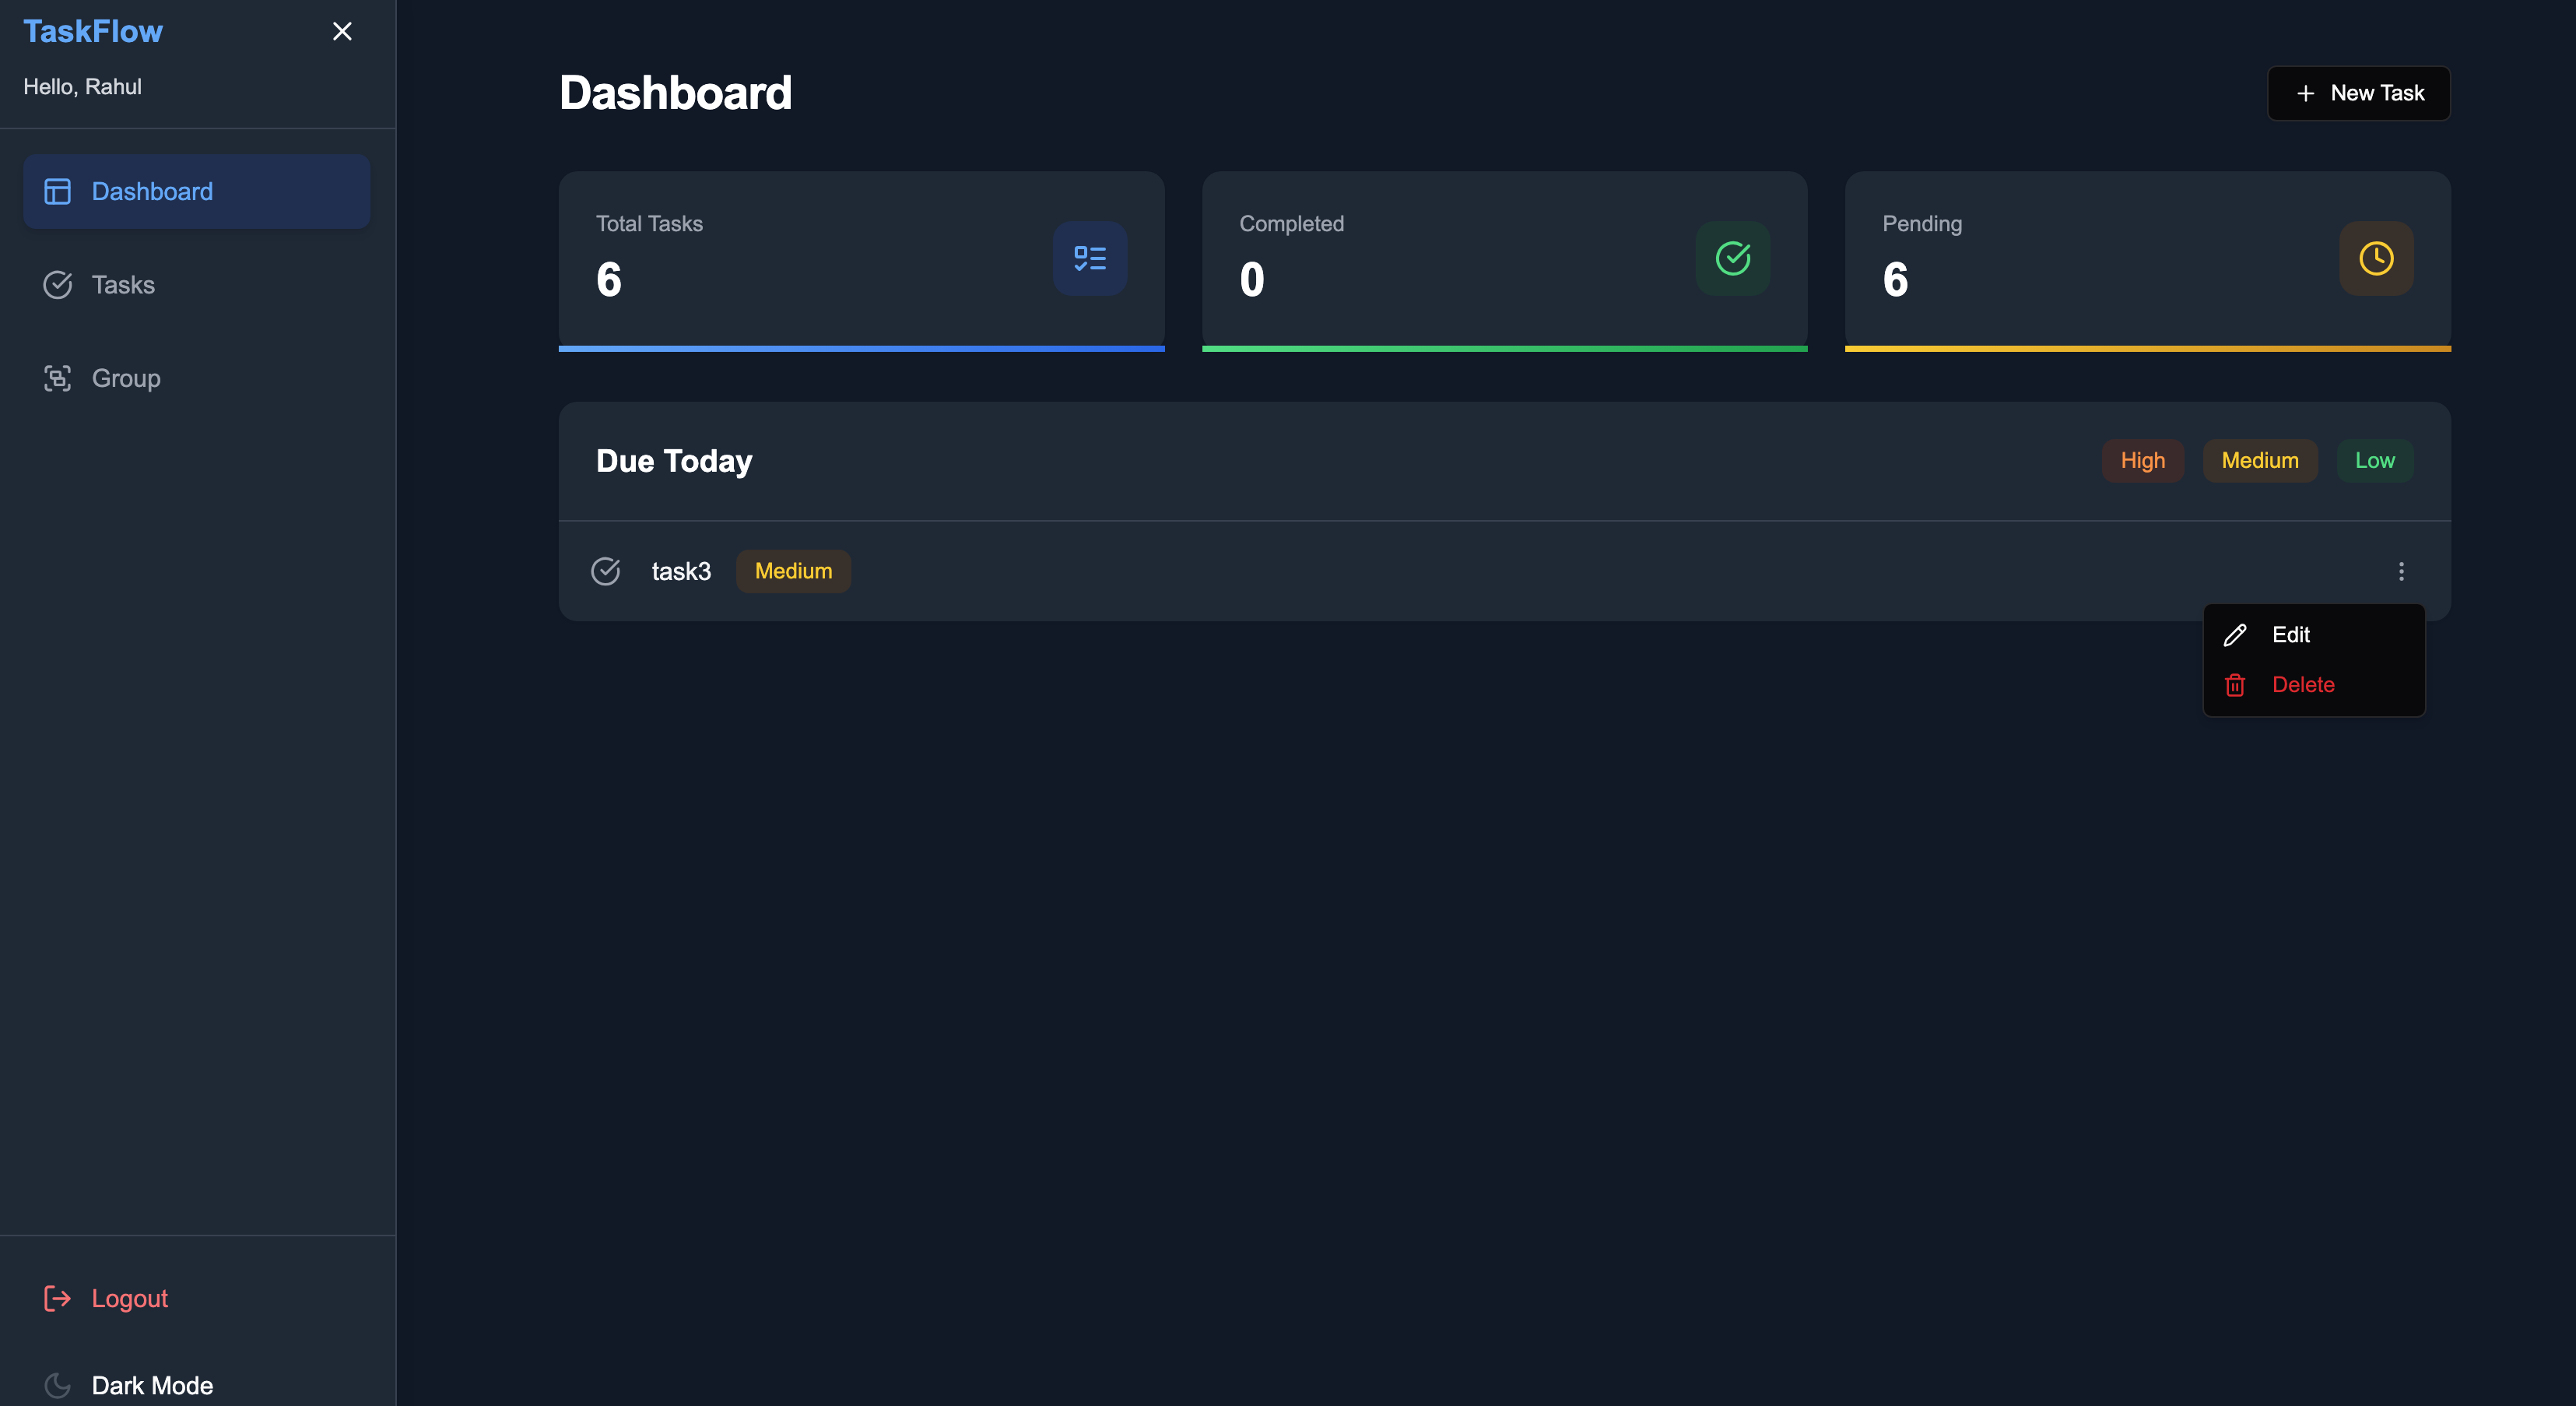 TaskFlow
Hello, Rahul
Dashboard
Tasks
Group
Logout
Dark Mode
Dashboard
New Task
Total Tasks
6
Completed
0
Pending
6
Due Today
High Medium Low
task3 Medium
Edit
Delete